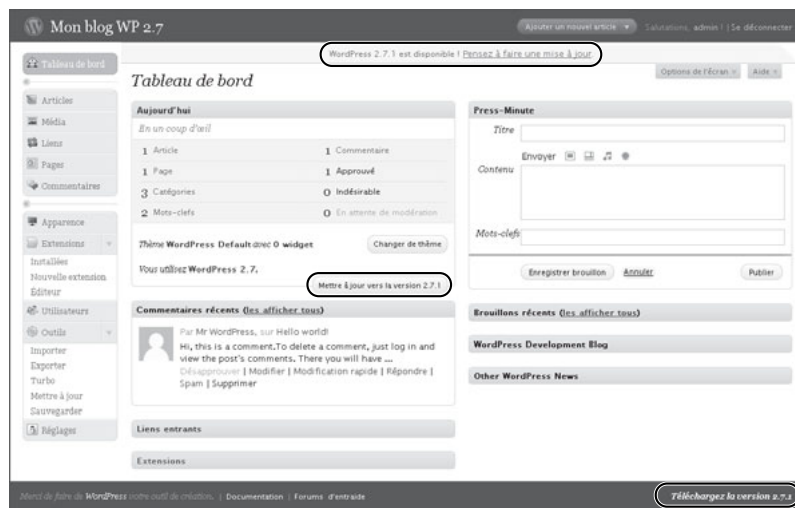 Mon blog WP 2.7
Ajouter un nouvel article
Salutations, admin ! | Se déconnecter
WordPress 2.7.1 est disponible ! Pensez à faire une mise à jour.
Options de l'écran
Aide
Tableau de bord
Articles
Média
Liens
Pages
Commentaires
Apparence
Extensions
Installées
Nouvelle extension
Éditeur
Utilisateurs
Outils
Importer
Exporter
Turbo
Mettre à jour
Sauvegarder
Réglages
Tableau de bord
Aujourd'hui
En un coup d'œil
1 Article
1 Commentaire
1 Page
1 Approuvé
3 Catégories
0 Indésirable
2 Mots-clefs
0 En attente de modération
Thème WordPress Default avec 0 widget
Changer de thème
Vous utilisez WordPress 2.7.
Mettre à jour vers la version 2.7.1
Commentaires récents (les afficher tous)
Par Mr WordPress, sur Hello world!
Hi, this is a comment.To delete a comment, just log in and
view the post's comments. There you will have ...
Désapprouver | Modifier | Modification rapide | Répondre |
Spam | Supprimer
Liens entrants
Extensions
Press-Minute
Titre
Envoyer
Contenu
Mots-clefs
Enregistrer brouillon
Annuler
Publier
Brouillons récents (les afficher tous)
WordPress Development Blog
Other WordPress News
Merci de faire de WordPress votre outil de création. | Documentation | Forums d'entraide
Téléchargez la version 2.7.1